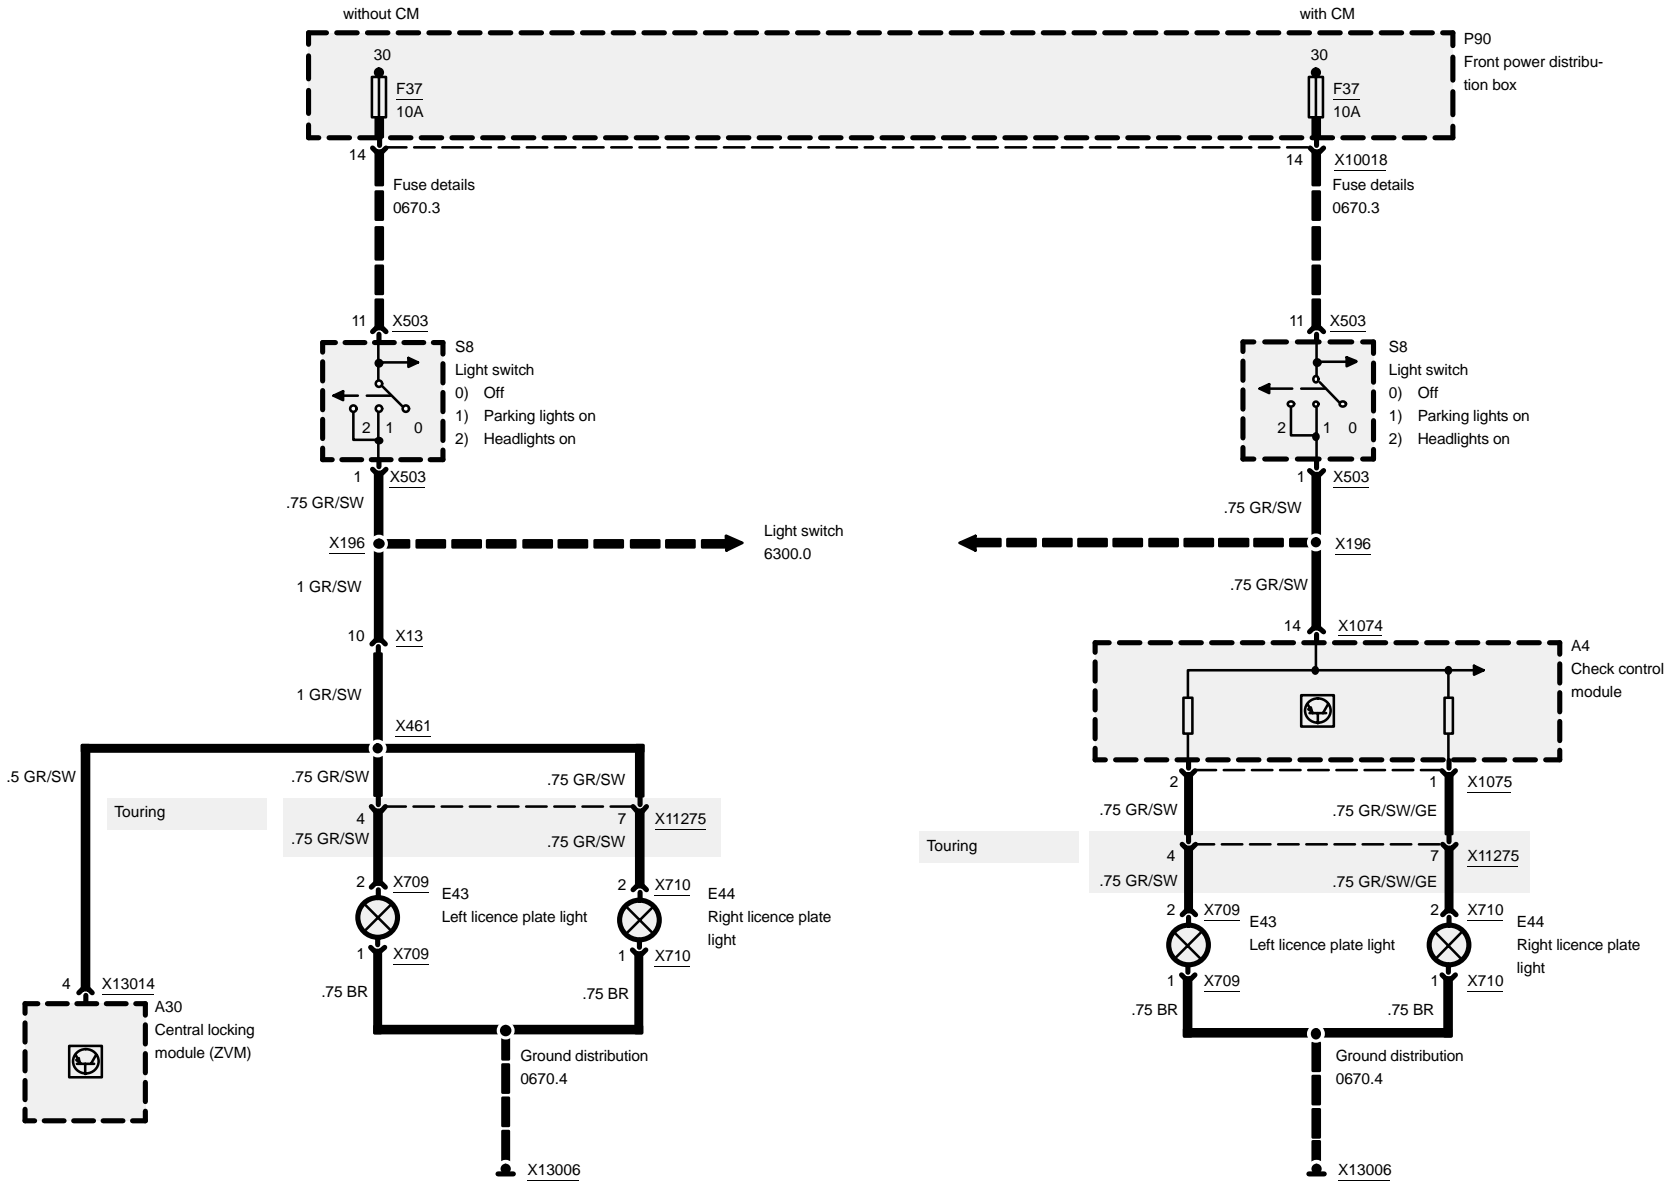 without CM
with CM
P90
Front power distribu-
tion box
30
F37
10A
30
F37
10A
14
14
X10018
Fuse details
0670.3
Fuse details
0670.3
11
X503
11
X503
S8
Light switch
0) Off
1) Parking lights on
2) Headlights on
2
1
0
S8
Light switch
0) Off
1) Parking lights on
2) Headlights on
2
1
0
1
X503
1
X503
.75 GR/SW
.75 GR/SW
X196
Light switch
6300.0
X196
1 GR/SW
.75 GR/SW
10
X13
14
X1074
A4
Check control
module
1 GR/SW
X461
.5 GR/SW
.75 GR/SW
.75 GR/SW
2
1
X1075
.75 GR/SW
.75 GR/SW/GE
Touring
4
7
X11275
.75 GR/SW
.75 GR/SW
Touring
4
7
X11275
.75 GR/SW
.75 GR/SW/GE
2
X709
E43
Left licence plate light
2
X710
E44
Right licence plate
light
2
X709
E43
Left licence plate light
2
X710
E44
Right licence plate
light
1
X709
1
X710
1
X709
1
X710
4
X13014
A30
Central locking
module (ZVM)
.75 BR
.75 BR
.75 BR
.75 BR
Ground distribution
0670.4
Ground distribution
0670.4
X13006
X13006